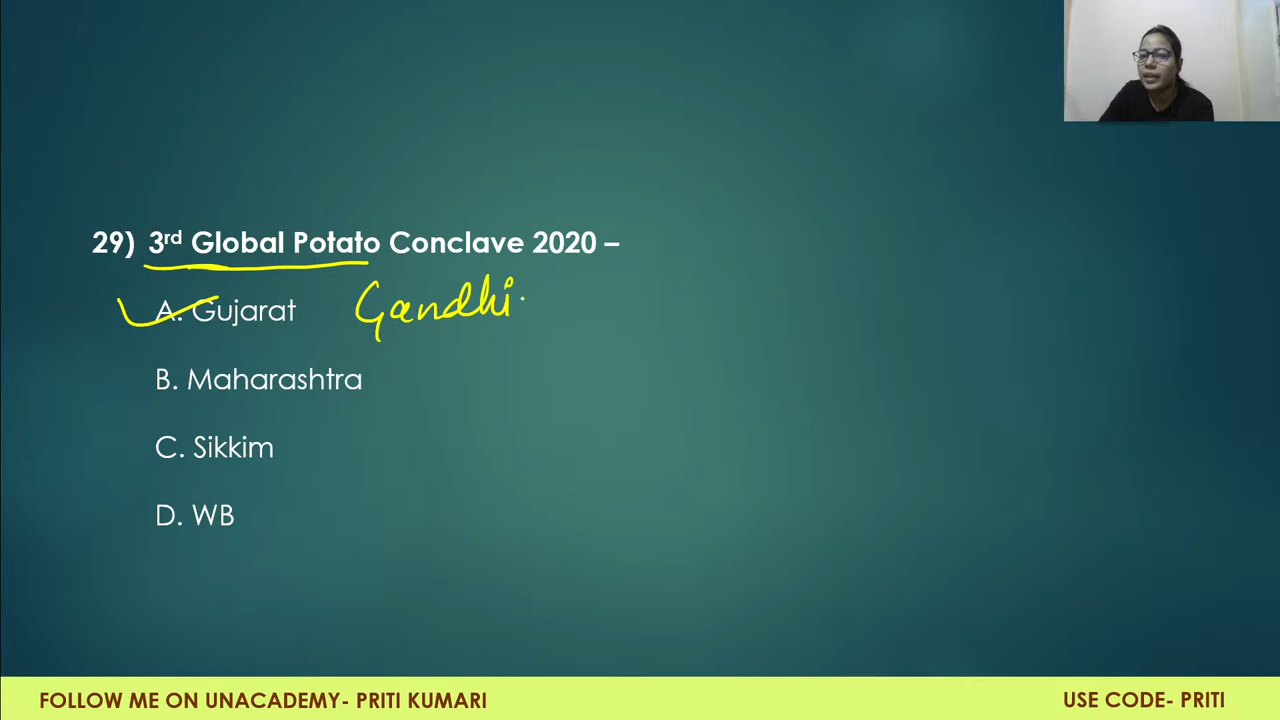 29) 3rd Global Potato Conclave 2020 –
A. Gujarat Gandhi
B. Maharashtra
C. Sikkim
D. WB
FOLLOW ME ON UNACADEMY- PRITI KUMARI USE CODE- PRITI